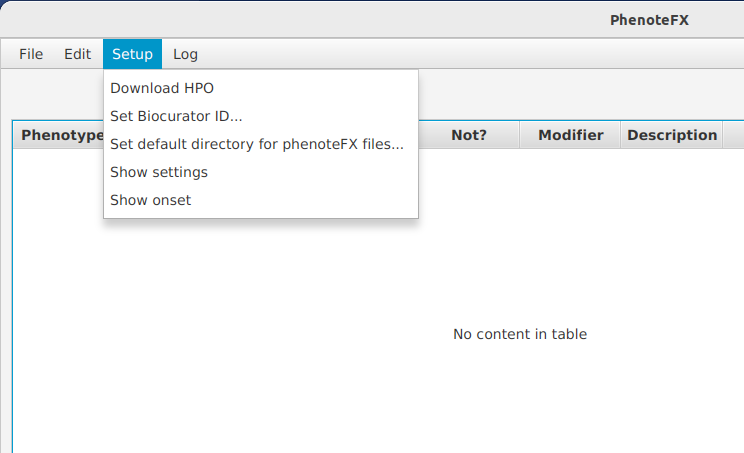 PhenoteFX
File Edit Setup Log
Download HPO
Set Biocurator ID...
Set default directory for phenoteFX files...
Show settings
Show onset
Phenotype Not? Modifier Description
No content in table